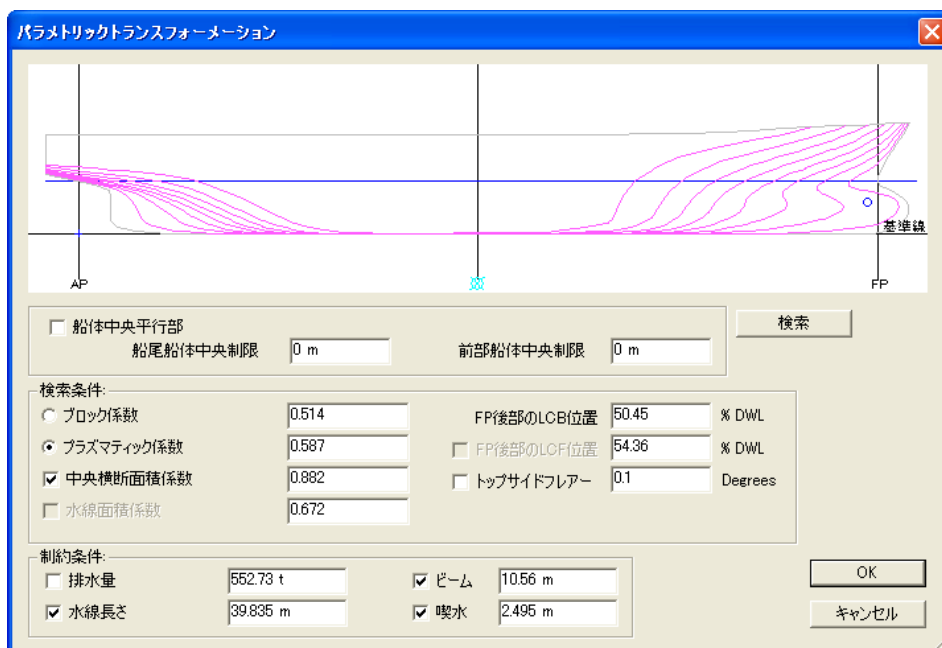 パラメトリックトランスフォーメーション
基準線
AP
FP
船体中央平行部
検索
船尾船体中央制限
0 m
前部船体中央制限
0 m
検索条件:
ブロック係数
0.514
FP後部のLCB位置
50.45
% DWL
プラズマティック係数
0.587
FP後部のLCF位置
54.36
% DWL
中央横断面積係数
0.882
トップサイドフレアー
0.1
Degrees
水線面積係数
0.672
制約条件:
排水量
552.73 t
ビーム
10.56 m
OK
水線長さ
39.835 m
喫水
2.495 m
キャンセル